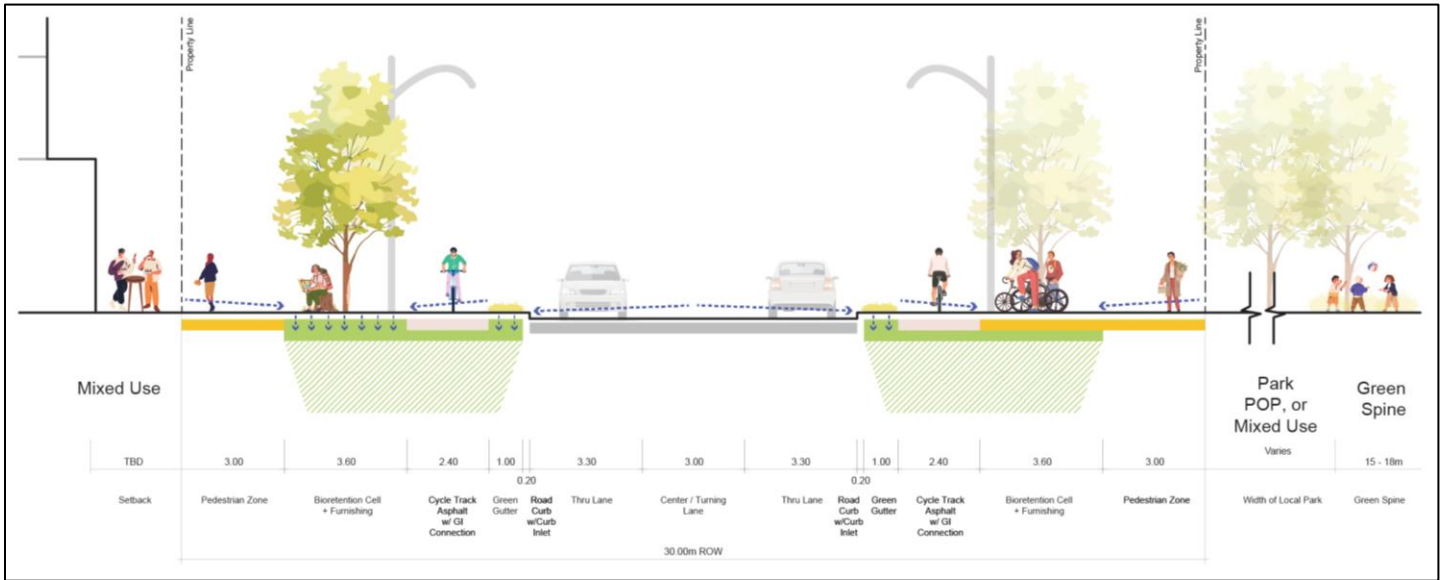 Property Line
Property Line
Mixed Use
Park
POP, or
Mixed Use
Varies
Green
Spine
TBD
3.00
3.60
2.40
1.00
0.20
3.30
3.00
3.30
0.20
1.00
2.40
3.60
3.00
15 - 18m
Setback
Pedestrian Zone
Bioretention Cell
+ Furnishing
Cycle Track
Asphalt
w/ GI
Connection
Green
Gutter
Road
Curb
w/Curb
Inlet
Thru Lane
Center / Turning
Lane
Thru Lane
Road
Curb
w/Curb
Inlet
Green
Gutter
Cycle Track
Asphalt
w/ GI
Connection
Bioretention Cell
+ Furnishing
Pedestrian Zone
Width of Local Park
Green Spine
30.00m ROW